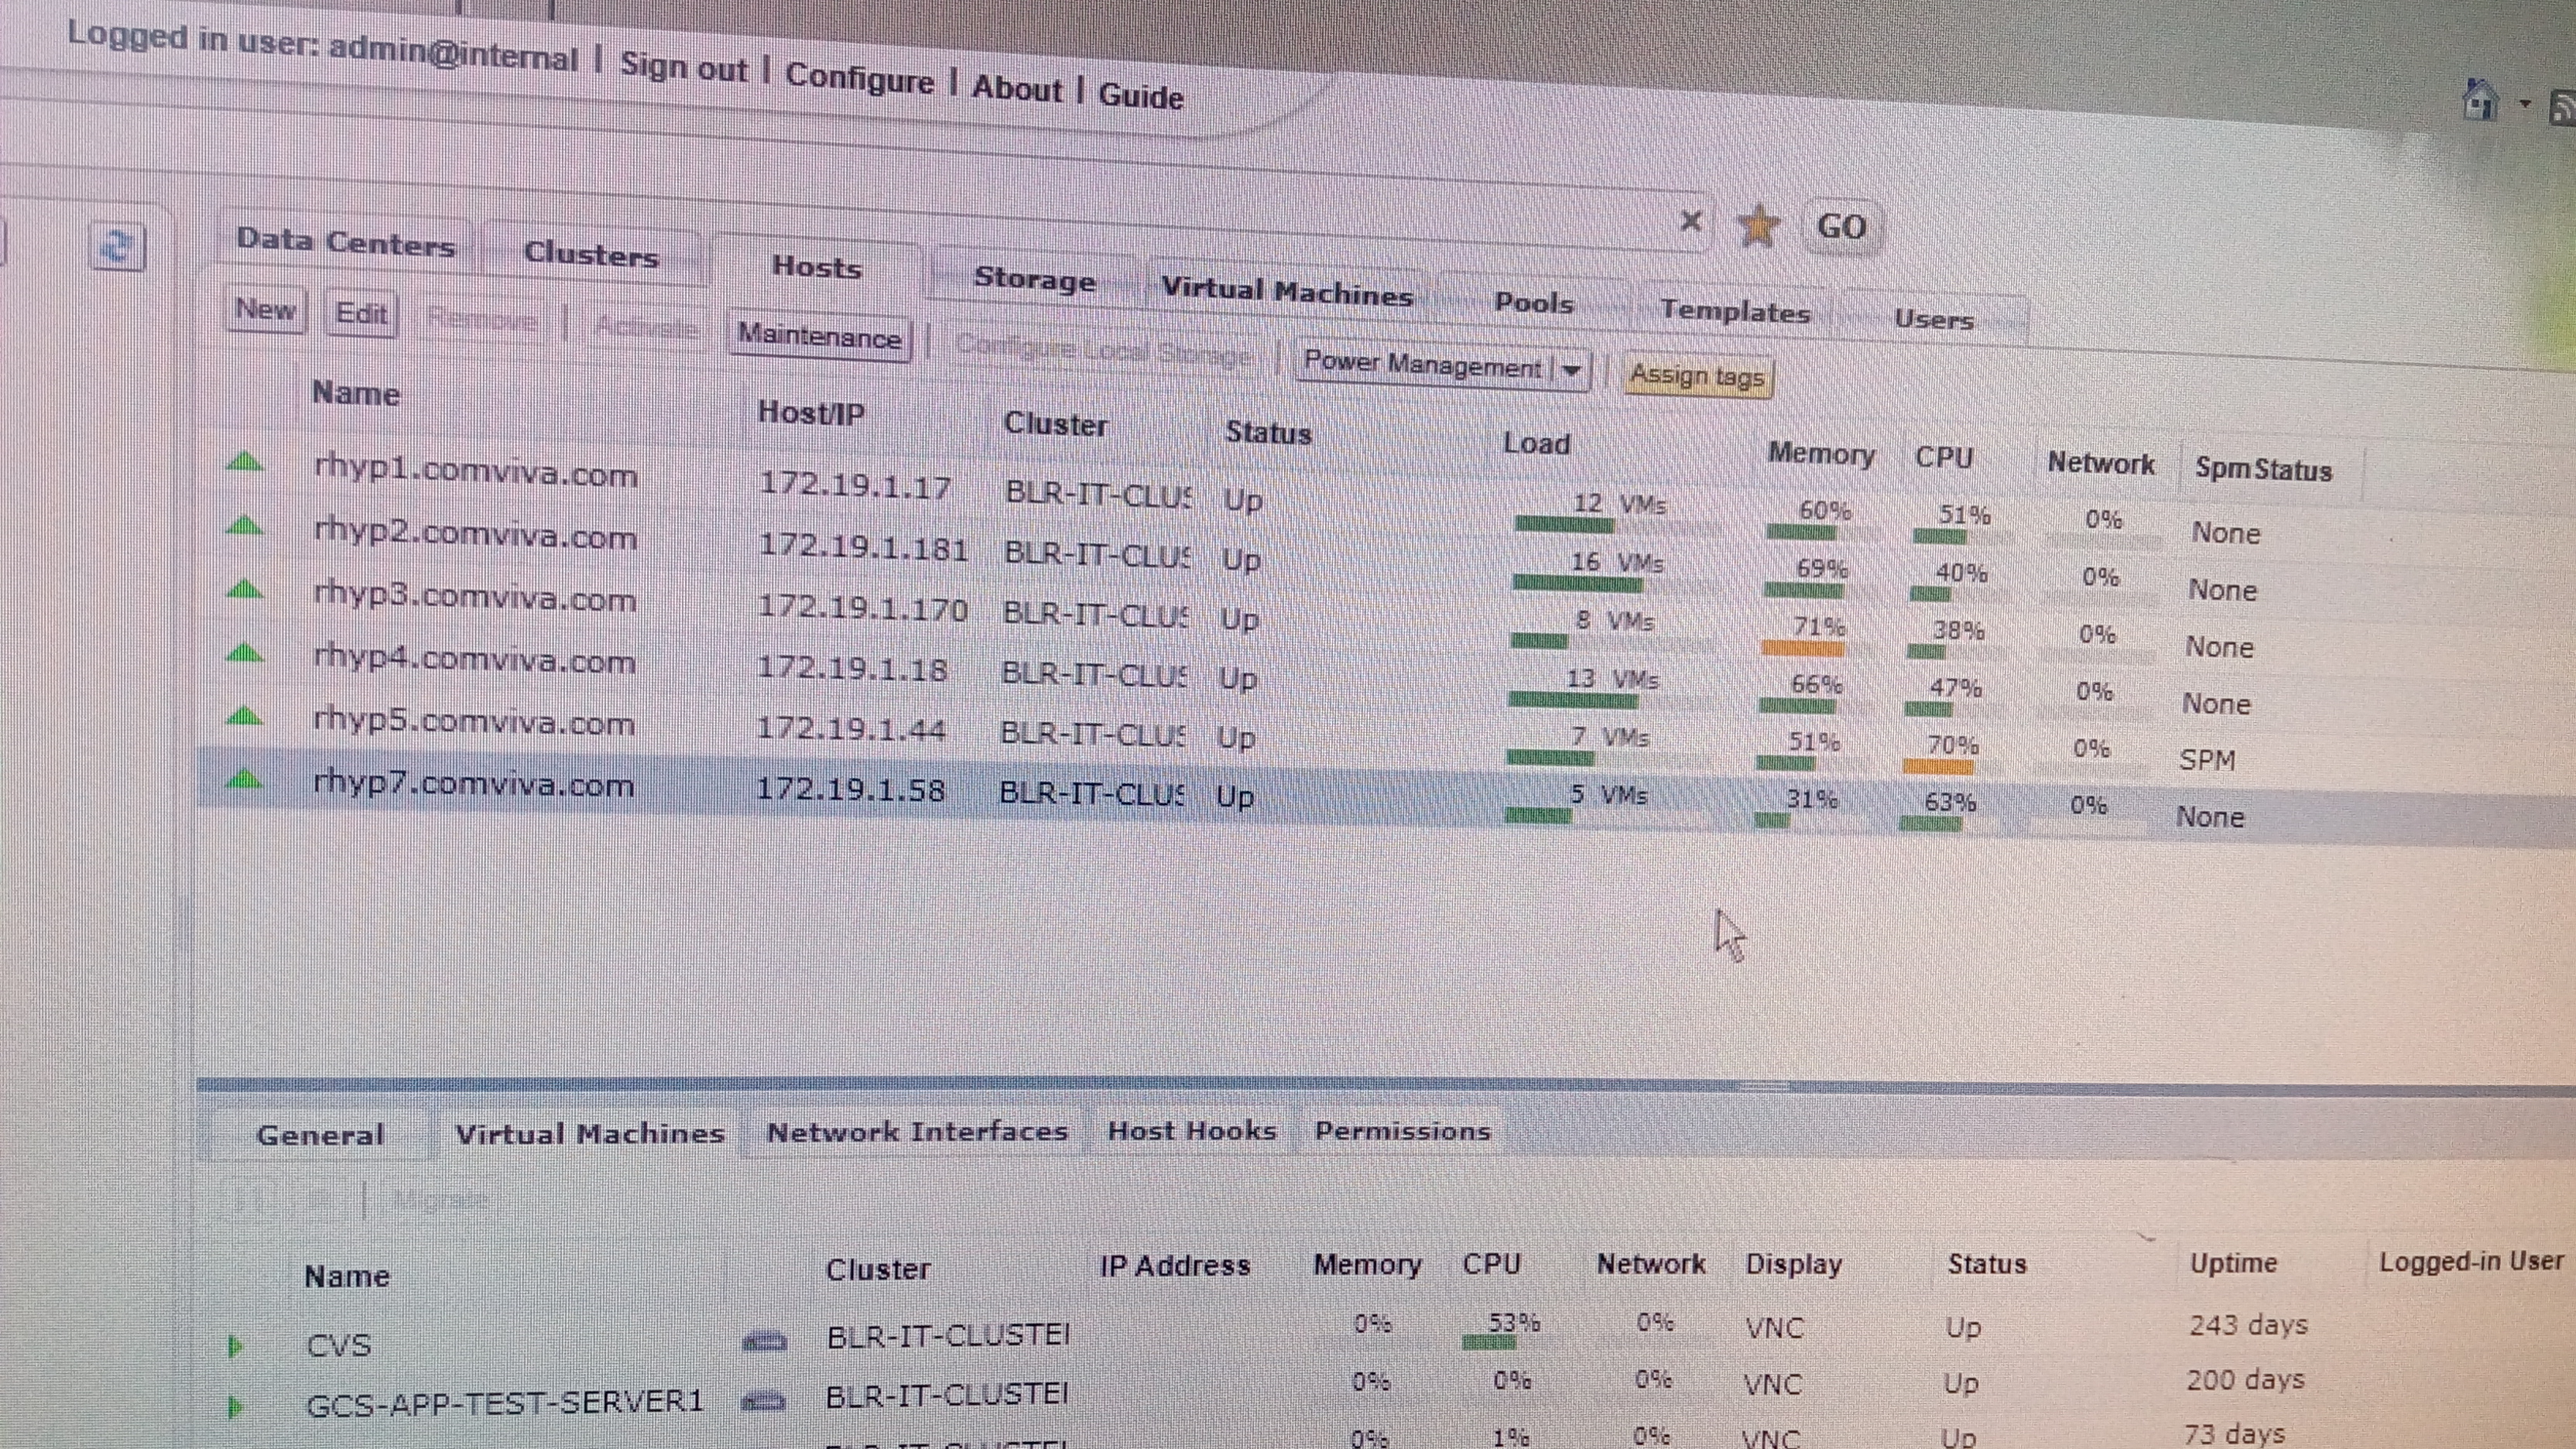 Logged in user: admin@internal | Sign out | Configure | About | Guide
x GO
Data Centers Clusters Hosts Storage Virtual Machines Pools Templates Users
New Edit Remove | Activate Maintenance | Configure Local Storage | Power Management | Assign tags
Name Host/IP Cluster Status Load Memory CPU Network SpmStatus
rhyp1.comviva.com 172.19.1.17 BLR-IT-CLUS Up 12 VMs 60% 51% 0% None
rhyp2.comviva.com 172.19.1.181 BLR-IT-CLUS Up 16 VMs 69% 40% 0% None
rhyp3.comviva.com 172.19.1.170 BLR-IT-CLUS Up 8 VMs 71% 38% 0% None
rhyp4.comviva.com 172.19.1.18 BLR-IT-CLUS Up 13 VMs 66% 47% 0% None
rhyp5.comviva.com 172.19.1.44 BLR-IT-CLUS Up 7 VMs 51% 70% 0% SPM
rhyp7.comviva.com 172.19.1.58 BLR-IT-CLUS Up 5 VMs 31% 63% 0% None
General Virtual Machines Network Interfaces Host Hooks Permissions
Migrate
Name Cluster IP Address Memory CPU Network Display Status Uptime Logged-in User
CVS BLR-IT-CLUSTEI 0% 53% 0% VNC Up 243 days
GCS-APP-TEST-SERVER1 BLR-IT-CLUSTEI 0% 0% 0% VNC Up 200 days
0% 1% 0% VNC Up 73 days